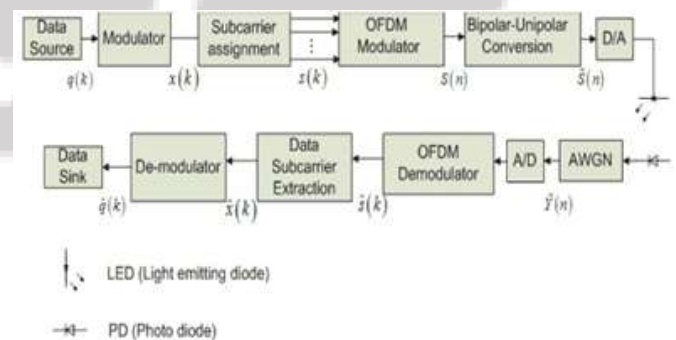 Data Source
Modulator
Subcarrier assignment
OFDM Modulator
Bipolar-Unipolar Conversion
D/A
q(k)
x(k)
s(k)
S(n)
Ŝ(n)
Data Sink
De-modulator
Data Subcarrier Extraction
OFDM Demodulator
A/D
AWGN
q̂(k)
x̂(k)
ŝ(k)
Ŷ(n)
LED (Light emitting diode)
PD (Photo diode)